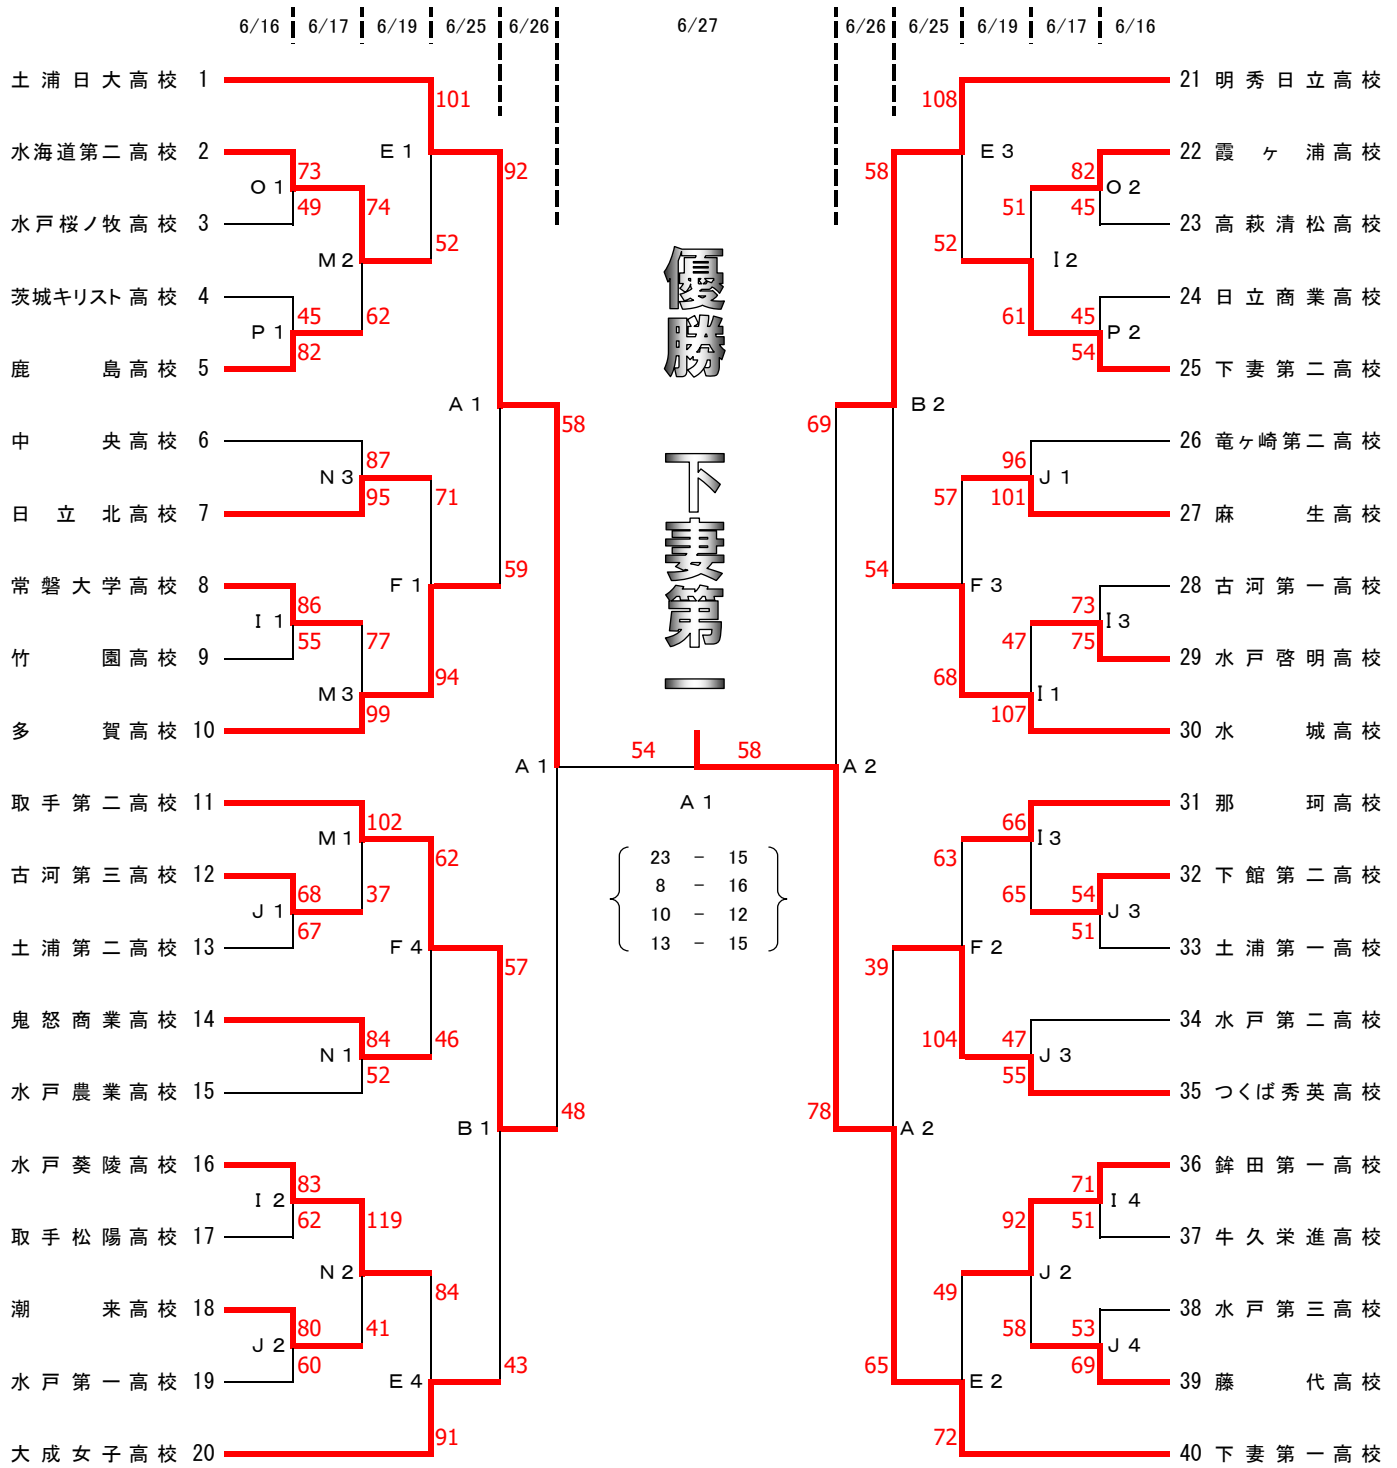 6/16 6/17 6/19 6/25 6/26 6/27 6/26 6/25 6/19 6/17 6/16
土浦日大高校 1
水海道第二高校 2
水戸桜ノ牧高校 3
茨城キリスト高校 4
鹿島高校 5
中央高校 6
日立北高校 7
常磐大学高校 8
竹園高校 9
多賀高校 10
取手第二高校 11
古河第三高校 12
土浦第二高校 13
鬼怒商業高校 14
水戸農業高校 15
水戸葵陵高校 16
取手松陽高校 17
潮来高校 18
水戸第一高校 19
大成女子高校 20
O1
73
49
P1
45
82
I1
86
55
J1
68
67
I2
83
62
J2
80
60
M2
74
62
N3
87
95
M3
77
99
M1
102
37
N1
84
52
N2
119
41
E1
101
52
F1
71
94
F4
62
46
E4
84
91
A1
92
59
B1
57
43
A1
58
48
優勝 下妻第一
54 58
A1
23 - 15
8 - 16
10 - 12
13 - 15
A2
69
78
B2
58
54
A2
39
65
E3
108
52
F3
57
68
F2
63
104
E2
49
72
I2
51
61
J1
96
101
I1
47
107
I3
66
65
J3
47
55
J2
92
58
O2
82
45
P2
45
54
I3
73
75
J3
54
51
I4
71
51
J4
53
69
21 明秀日立高校
22 霞ヶ浦高校
23 高萩清松高校
24 日立商業高校
25 下妻第二高校
26 竜ヶ崎第二高校
27 麻生高校
28 古河第一高校
29 水戸啓明高校
30 水城高校
31 那珂高校
32 下館第二高校
33 土浦第一高校
34 水戸第二高校
35 つくば秀英高校
36 鉾田第一高校
37 牛久栄進高校
38 水戸第三高校
39 藤代高校
40 下妻第一高校